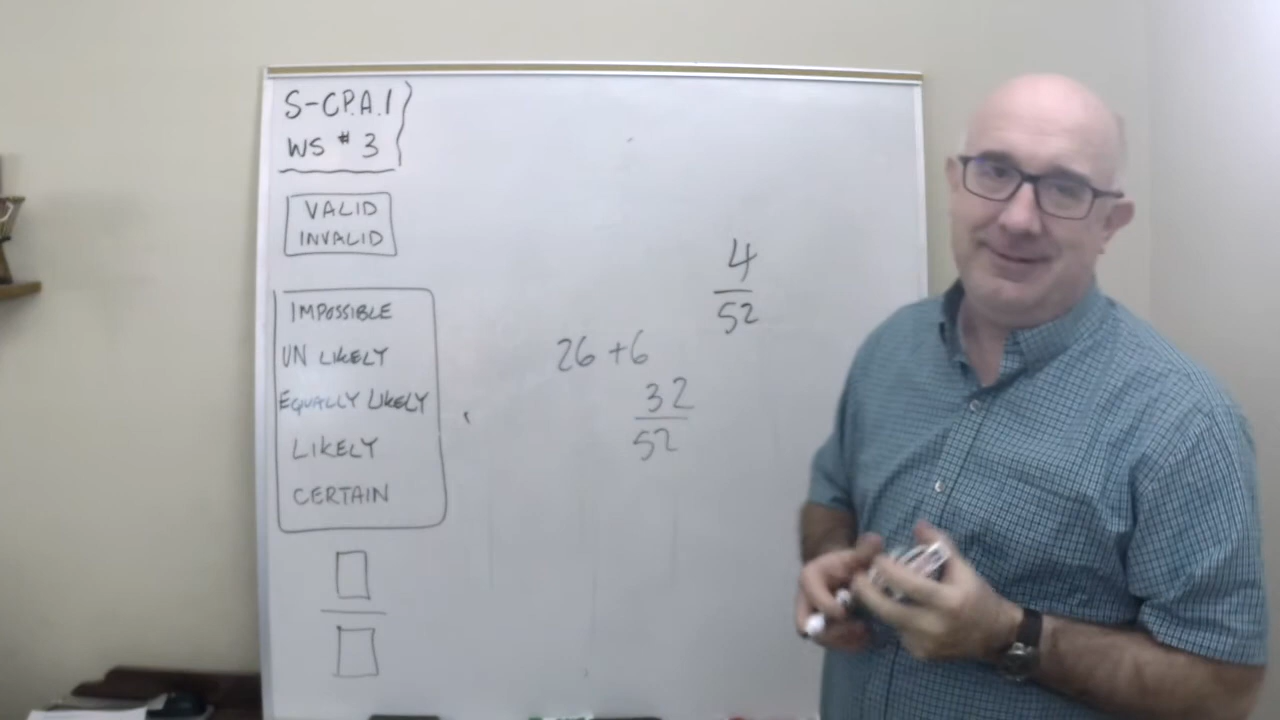 S-CP.A.1
WS # 3
VALID
INVALID
IMPOSSIBLE
UN LIKELY
EQUALLY LIKELY
LIKELY
CERTAIN
4
52
26 + 6
32
52